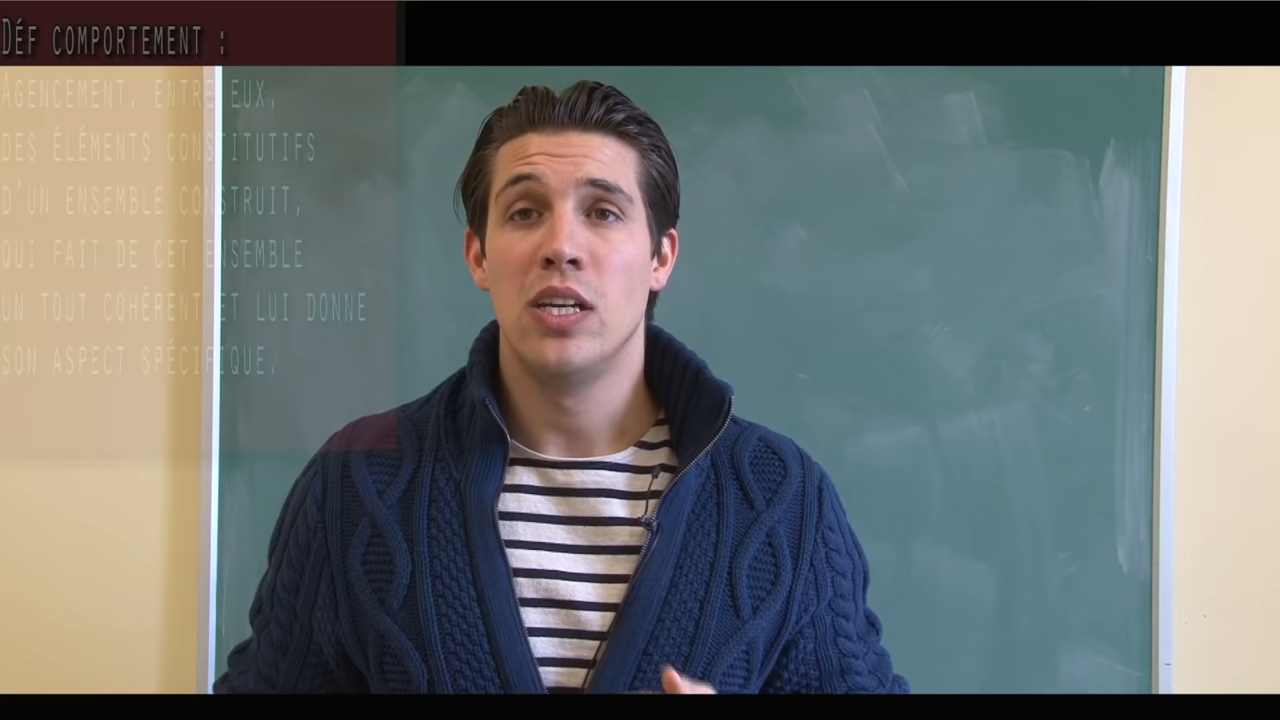 DÉF COMPORTEMENT :
AGENCEMENT, ENTRE EUX,
DES ÉLÉMENTS CONSTITUTIFS
D'UN ENSEMBLE CONSTRUIT,
QUI FAIT DE CET ENSEMBLE
UN TOUT COHÉRENT ET LUI DONNE
SON ASPECT SPÉCIFIQUE.